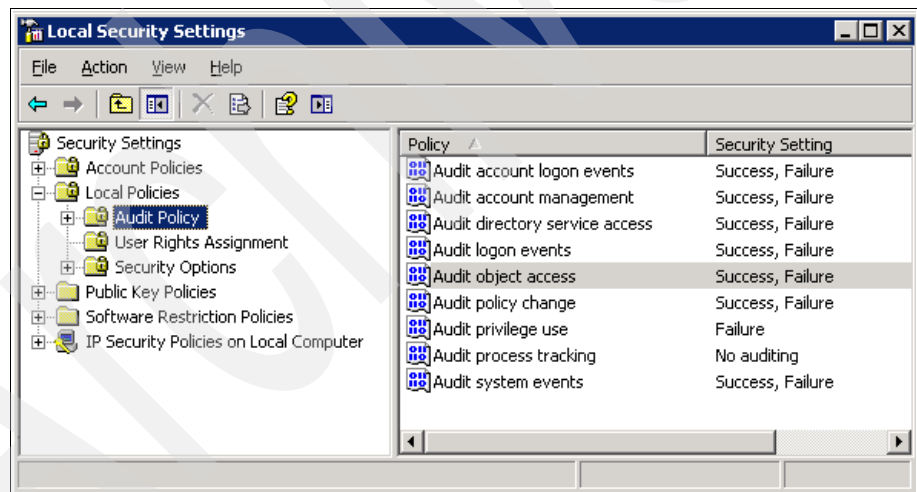 Local Security Settings
File Action View Help
Security Settings
Account Policies
Local Policies
Audit Policy
User Rights Assignment
Security Options
Public Key Policies
Software Restriction Policies
IP Security Policies on Local Computer
Policy Security Setting
Audit account logon events Success, Failure
Audit account management Success, Failure
Audit directory service access Success, Failure
Audit logon events Success, Failure
Audit object access Success, Failure
Audit policy change Success, Failure
Audit privilege use Failure
Audit process tracking No auditing
Audit system events Success, Failure